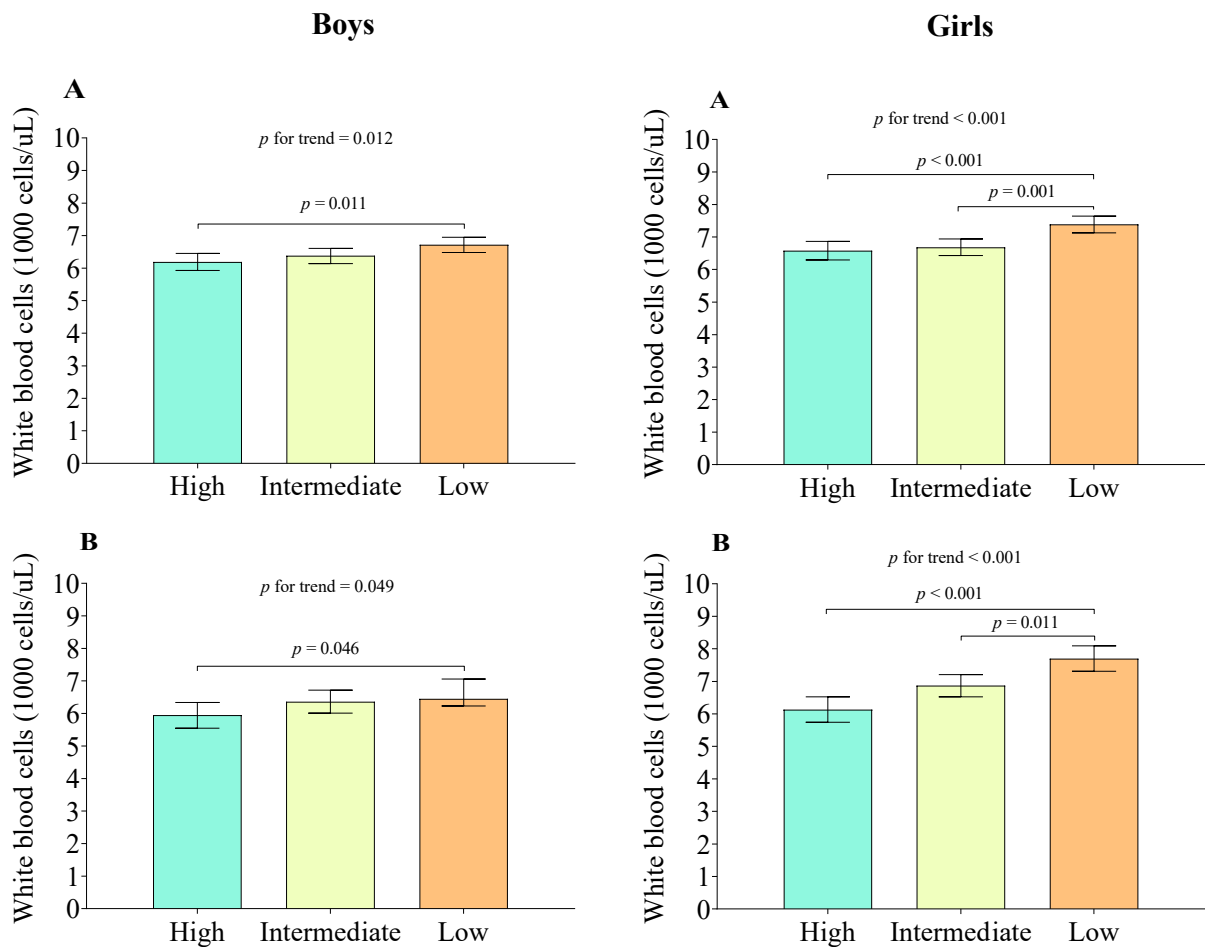 Boys
Girls
A
p for trend = 0.012
p = 0.011
White blood cells (1000 cells/uL)
10
9
8
7
6
5
4
3
2
1
0
High Intermediate Low
A
p for trend < 0.001
p < 0.001
p = 0.001
White blood cells (1000 cells/uL)
10
9
8
7
6
5
4
3
2
1
0
High Intermediate Low
B
p for trend = 0.049
p = 0.046
White blood cells (1000 cells/uL)
10
9
8
7
6
5
4
3
2
1
0
High Intermediate Low
B
p for trend < 0.001
p < 0.001
p = 0.011
White blood cells (1000 cells/uL)
10
9
8
7
6
5
4
3
2
1
0
High Intermediate Low